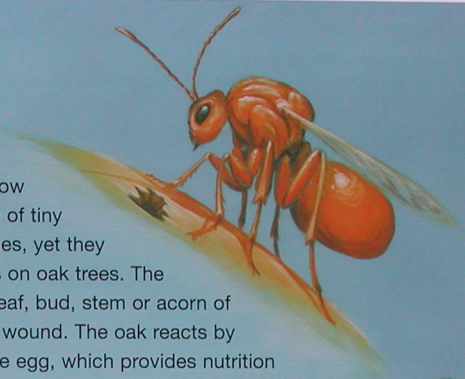 ow
of tiny
es, yet they
s on oak trees. The
eaf, bud, stem or acorn of
wound. The oak reacts by
e egg, which provides nutrition